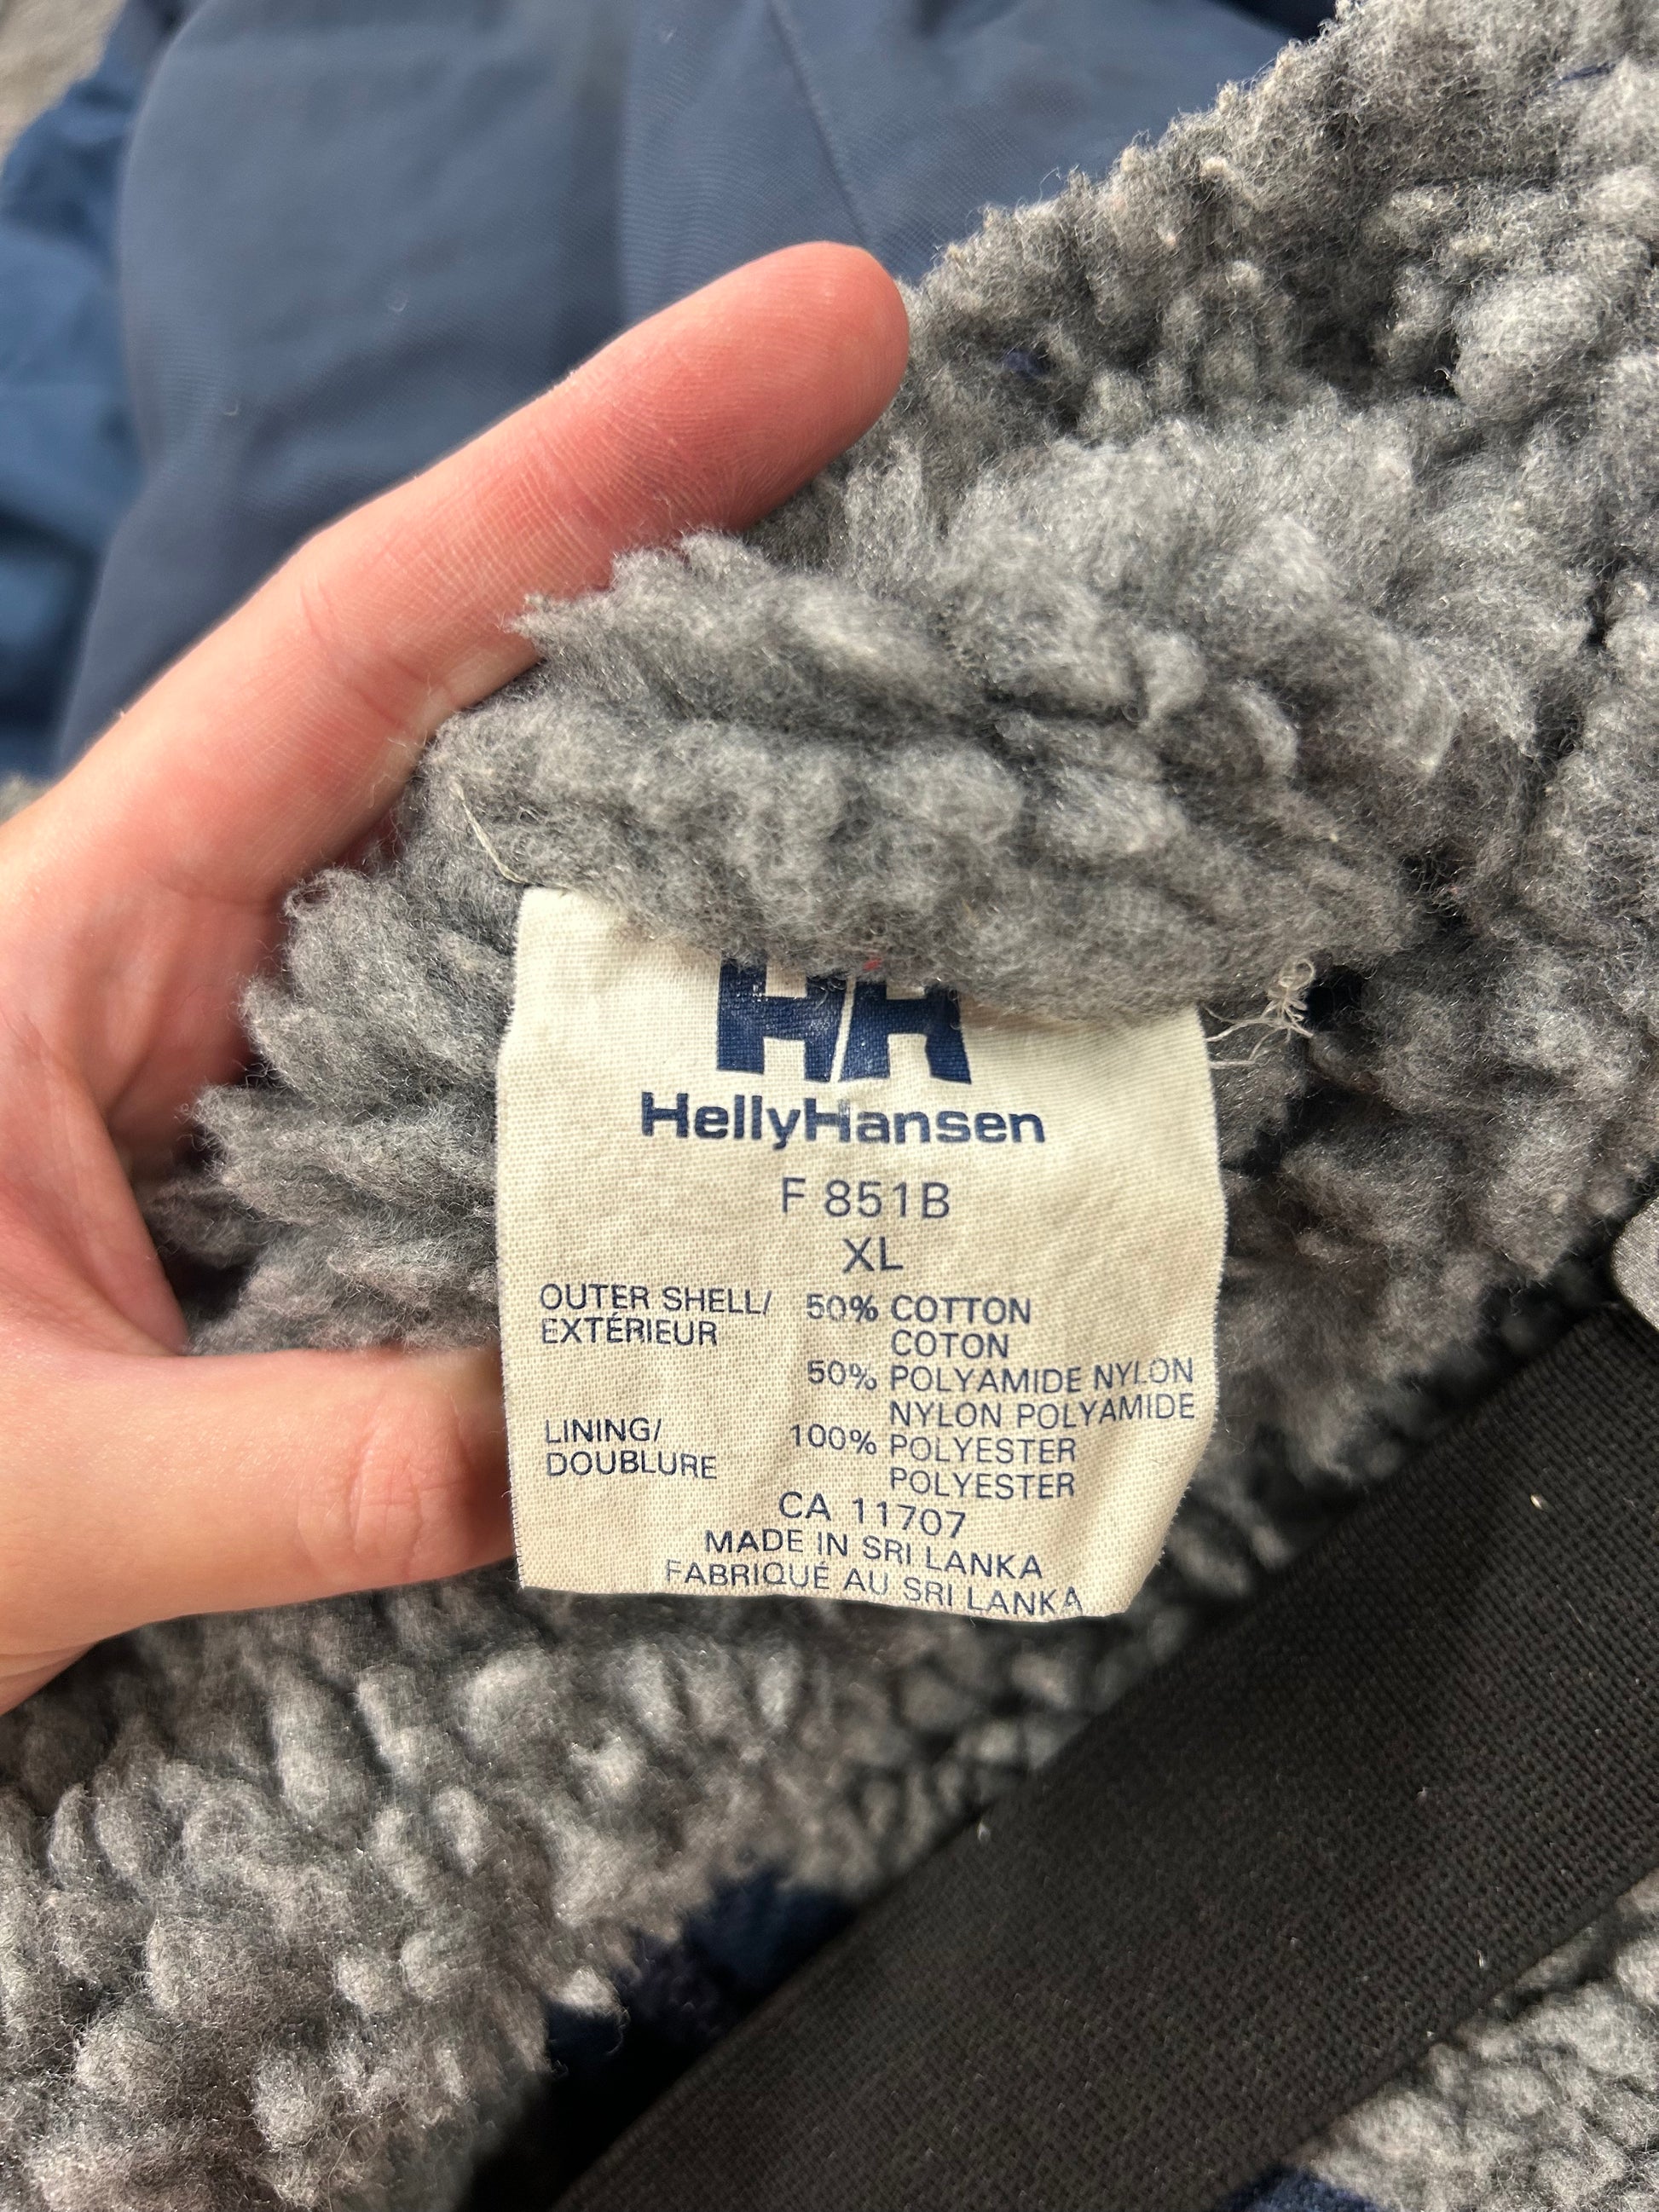 HH
HellyHansen
F 851B
XL
OUTER SHELL/ 50% COTTON
EXTÉRIEUR COTON
50% POLYAMIDE NYLON
NYLON POLYAMIDE
LINING/ 100% POLYESTER
DOUBLURE POLYESTER
CA 11707
MADE IN SRI LANKA
FABRIQUÉ AU SRI LANKA